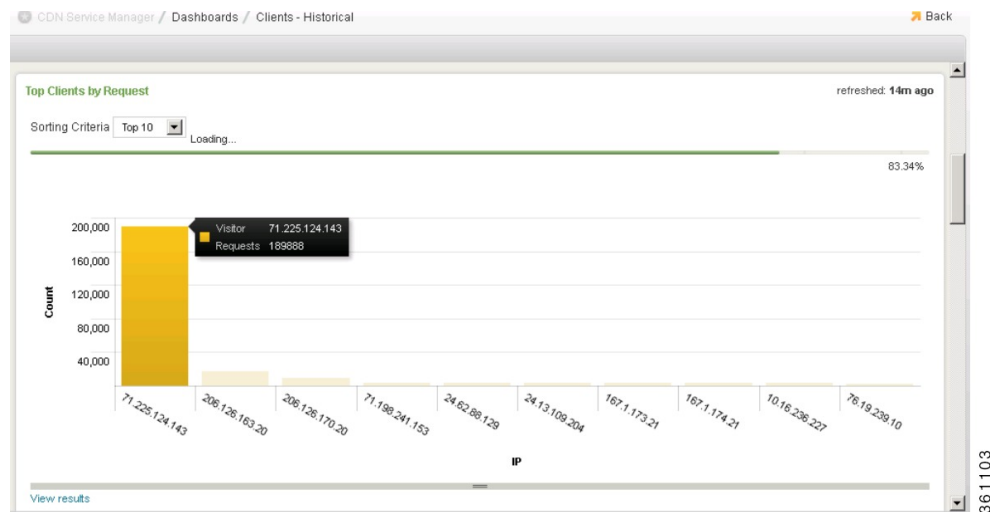 CDN Service Manager / Dashboards / Clients - Historical
Back
Top Clients by Request
refreshed: 14m ago
Sorting Criteria Top 10
Loading...
83.34%
200,000
Visitor 71.225.124.143
Requests 189888
160,000
120,000
80,000
40,000
Count
71.225.124.143
206.126.163.20
206.126.170.20
71.198.241.153
24.62.88.129
24.13.109.204
167.1.173.21
167.1.174.21
10.16.236.227
76.19.239.10
IP
View results
361103